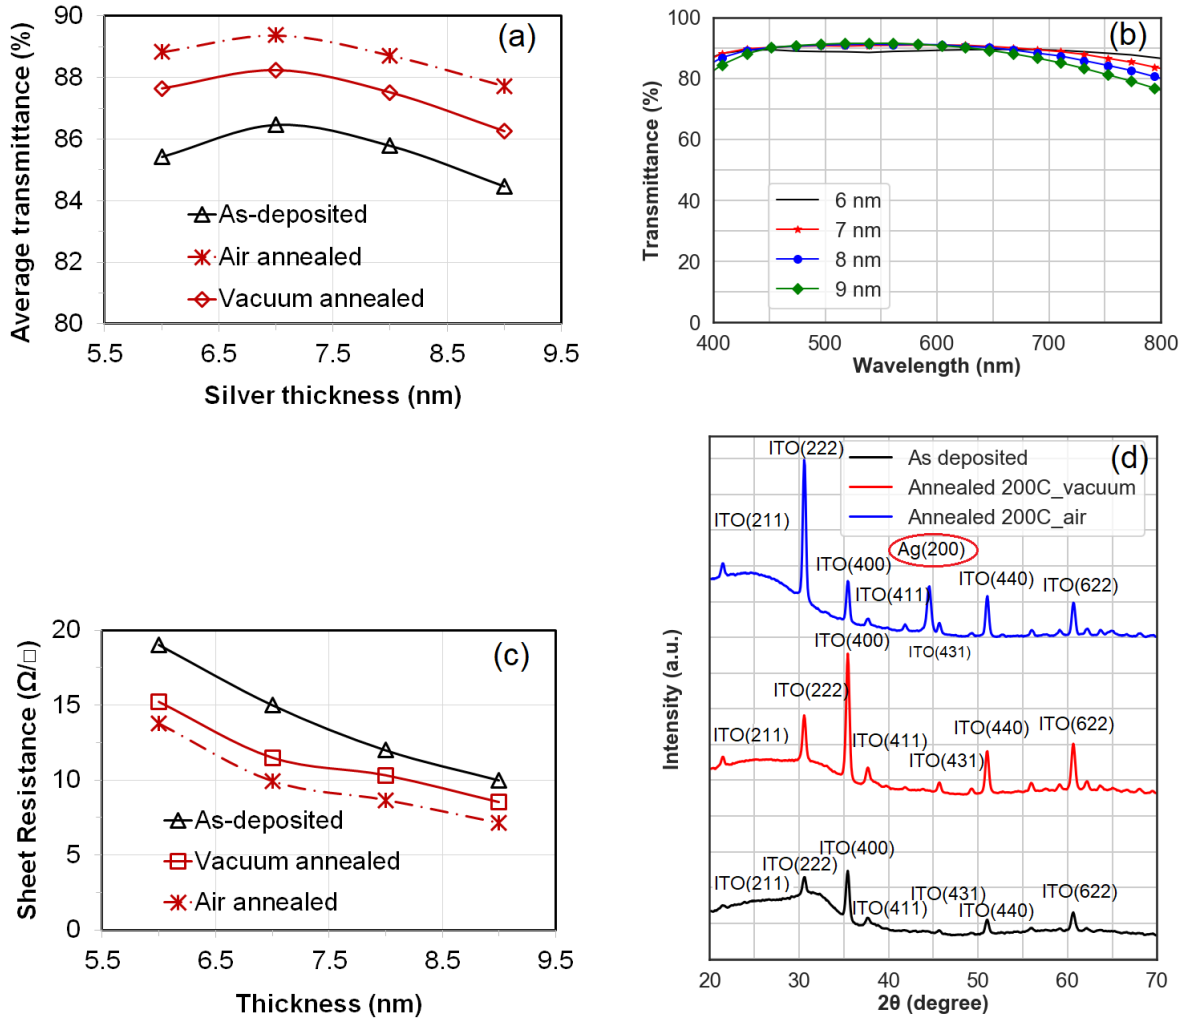 (a)
Average transmittance (%)
90
88
86
84
82
80
As-deposited
Air annealed
Vacuum annealed
5.5 6.5 7.5 8.5 9.5
Silver thickness (nm)
(b)
Transmittance (%)
100
80
60
40
20
0
6 nm
7 nm
8 nm
9 nm
400 500 600 700 800
Wavelength (nm)
(c)
Sheet Resistance (Ω/□)
20
15
10
5
0
As-deposited
Vacuum annealed
Air annealed
5.5 6.5 7.5 8.5 9.5
Thickness (nm)
(d)
Intensity (a.u.)
As deposited
Annealed 200C_vacuum
Annealed 200C_air
ITO(222)
ITO(211)
Ag(200)
ITO(400)
ITO(411)
ITO(440)
ITO(622)
ITO(431)
ITO(400)
ITO(222)
ITO(211)
ITO(411)
ITO(440)
ITO(622)
ITO(431)
ITO(400)
ITO(222)
ITO(211)
ITO(411)
ITO(431)
ITO(440)
ITO(622)
20 30 40 50 60 70
2θ (degree)